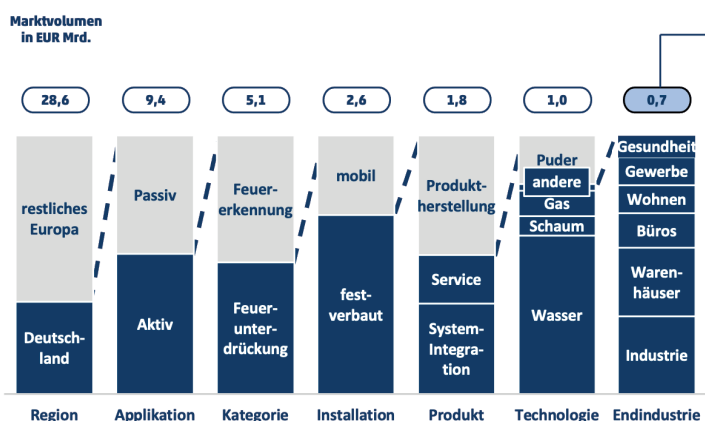 Marktvolumen
in EUR Mrd.
28,6
9,4
5,1
2,6
1,8
1,0
0,7
restliches
Europa
Deutsch-
land
Passiv
Aktiv
Feuer-
erkennung
Feuer-
unter-
drückung
mobil
fest-
verbaut
Produkt-
herstellung
Service
System-
Integra-
tion
Puder
andere
Gas
Schaum
Wasser
Gesundheit
Gewerbe
Wohnen
Büros
Waren-
häuser
Industrie
Region
Applikation
Kategorie
Installation
Produkt
Technologie
Endindustrie